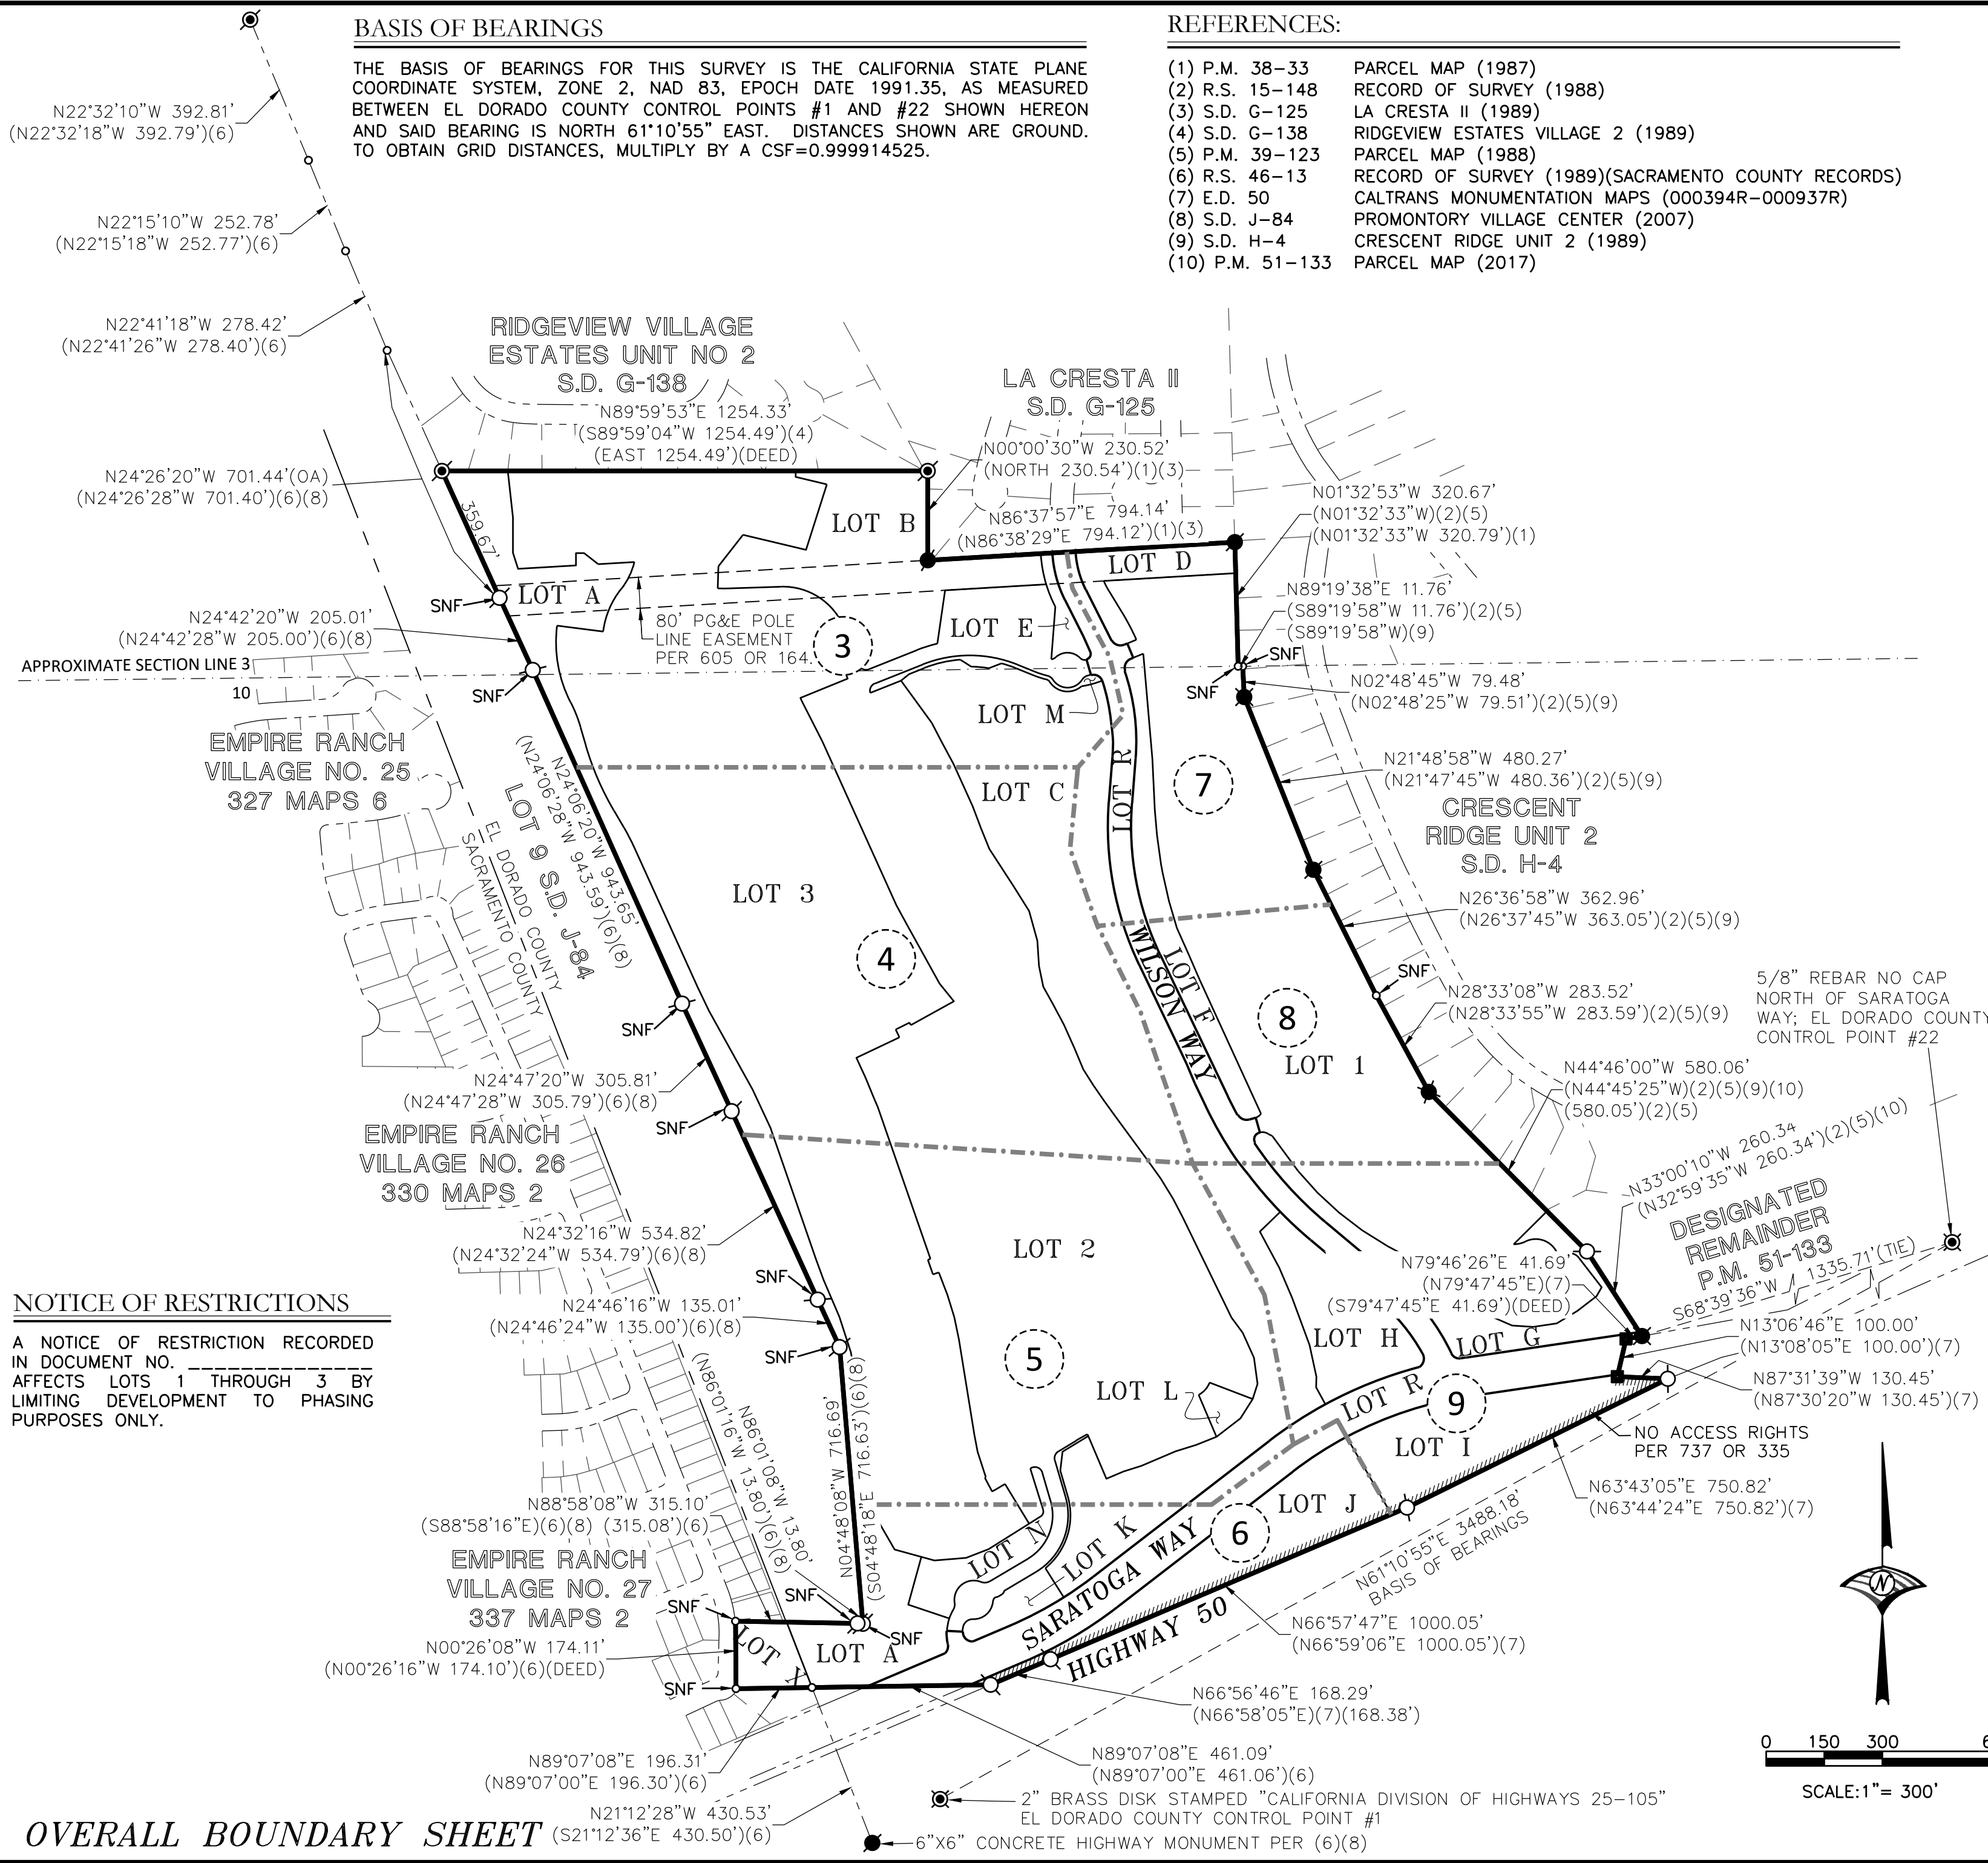 BASIS OF BEARINGS
THE BASIS OF BEARINGS FOR THIS SURVEY IS THE CALIFORNIA STATE PLANE
COORDINATE SYSTEM, ZONE 2, NAD 83, EPOCH DATE 1991.35, AS MEASURED
BETWEEN EL DORADO COUNTY CONTROL POINTS #1 AND #22 SHOWN HEREON
AND SAID BEARING IS NORTH 61°10'55" EAST. DISTANCES SHOWN ARE GROUND.
TO OBTAIN GRID DISTANCES, MULTIPLY BY A CSF=0.999914525.
REFERENCES:
(1) P.M. 38-33 PARCEL MAP (1987)
(2) R.S. 15-148 RECORD OF SURVEY (1988)
(3) S.D. G-125 LA CRESTA II (1989)
(4) S.D. G-138 RIDGEVIEW ESTATES VILLAGE 2 (1989)
(5) P.M. 39-123 PARCEL MAP (1988)
(6) R.S. 46-13 RECORD OF SURVEY (1989)(SACRAMENTO COUNTY RECORDS)
(7) E.D. 50 CALTRANS MONUMENTATION MAPS (000394R-000937R)
(8) S.D. J-84 PROMONTORY VILLAGE CENTER (2007)
(9) S.D. H-4 CRESCENT RIDGE UNIT 2 (1989)
(10) P.M. 51-133 PARCEL MAP (2017)
N22°32'10"W 392.81'
(N22°32'18"W 392.79')(6)
N22°15'10"W 252.78'
(N22°15'18"W 252.77')(6)
N22°41'18"W 278.42'
(N22°41'26"W 278.40')(6)
RIDGEVIEW VILLAGE
ESTATES UNIT NO 2
S.D. G-138
N89°59'53"E 1254.33'
(S89°59'04"W 1254.49')(4)
(EAST 1254.49')(DEED)
LA CRESTA II
S.D. G-125
N00°00'30"W 230.52'
(NORTH 230.54')(1)(3)
N86°37'57"E 794.14'
(N86°38'29"E 794.12')(1)(3)
N24°26'20"W 701.44'(OA)
(N24°26'28"W 701.40')(6)(8)
359.67'
LOT B
LOT D
N01°32'53"W 320.67'
(N01°32'33"W)(2)(5)
(N01°32'33"W 320.79')(1)
N89°19'38"E 11.76'
(S89°19'58"W 11.76')(2)(5)
(S89°19'58"W)(9)
SNF
SNF
SNF
LOT A
N24°42'20"W 205.01'
(N24°42'28"W 205.00')(6)(8)
80' PG&E POLE
LINE EASEMENT
PER 605 OR 164.
3
LOT E
APPROXIMATE SECTION LINE 3
10
SNF
N02°48'45"W 79.48'
(N02°48'25"W 79.51')(2)(5)(9)
LOT M
LOT C
LOT R
7
EMPIRE RANCH
VILLAGE NO. 25
327 MAPS 6
N24°06'20"W 943.65'
(N24°06'28"W 943.59')(6)(8)
LOT 9 S.D. J-84
EL DORADO COUNTY
SACRAMENTO COUNTY
N21°48'58"W 480.27'
(N21°47'45"W 480.36')(2)(5)(9)
CRESCENT
RIDGE UNIT 2
S.D. H-4
LOT 3
4
N26°36'58"W 362.96'
(N26°37'45"W 363.05')(2)(5)(9)
WILSON WAY
LOT F
SNF
N28°33'08"W 283.52'
(N28°33'55"W 283.59')(2)(5)(9)
5/8" REBAR NO CAP
NORTH OF SARATOGA
WAY; EL DORADO COUNTY
CONTROL POINT #22
8
LOT 1
SNF
N44°46'00"W 580.06'
(N44°45'25"W)(2)(5)(9)(10)
(580.05')(2)(5)
N24°47'20"W 305.81'
(N24°47'28"W 305.79')(6)(8)
SNF
EMPIRE RANCH
VILLAGE NO. 26
330 MAPS 2
N33°00'10"W 260.34
(N32°59'35"W 260.34')(2)(5)(10)
DESIGNATED
REMAINDER
P.M. 51-133
S68°39'36"W 1335.71'(TIE)
N24°32'16"W 534.82'
(N24°32'24"W 534.79')(6)(8)
LOT 2
N79°46'26"E 41.69'
(N79°47'45"E)(7)
(S79°47'45"E 41.69')(DEED)
SNF
N24°46'16"W 135.01'
(N24°46'24"W 135.00')(6)(8)
NOTICE OF RESTRICTIONS
A NOTICE OF RESTRICTION RECORDED
IN DOCUMENT NO. ______________
AFFECTS LOTS 1 THROUGH 3 BY
LIMITING DEVELOPMENT TO PHASING
PURPOSES ONLY.
SNF
LOT H
LOT G
N13°06'46"E 100.00'
(N13°08'05"E 100.00')(7)
N87°31'39"W 130.45'
(N87°30'20"W 130.45')(7)
5
LOT L
LOT R
9
LOT I
NO ACCESS RIGHTS
PER 737 OR 335
N63°43'05"E 750.82'
(N63°44'24"E 750.82')(7)
N04°48'08"W 716.69'
(S04°48'18"E 716.63')(6)(8)
N86°01'08"W 13.80'
(N86°01'16"W 13.80')(6)(8)
N88°58'08"W 315.10'
(S88°58'16"E)(6)(8) (315.08')(6)
LOT J
6
LOT N
LOT K
SARATOGA WAY
N61°10'55"E 3488.18'
BASIS OF BEARINGS
EMPIRE RANCH
VILLAGE NO. 27
337 MAPS 2
SNF
SNF
SNF
N00°26'08"W 174.11'
(N00°26'16"W 174.10')(6)(DEED)
LOT X
LOT A
HIGHWAY 50
N66°57'47"E 1000.05'
(N66°59'06"E 1000.05')(7)
SNF
N66°56'46"E 168.29'
(N66°58'05"E)(7)(168.38')
N89°07'08"E 196.31'
(N89°07'00"E 196.30')(6)
N89°07'08"E 461.09'
(N89°07'00"E 461.06')(6)
N21°12'28"W 430.53'
(S21°12'36"E 430.50')(6)
2" BRASS DISK STAMPED "CALIFORNIA DIVISION OF HIGHWAYS 25-105"
EL DORADO COUNTY CONTROL POINT #1
6"X6" CONCRETE HIGHWAY MONUMENT PER (6)(8)
N
0 150 300 6
SCALE:1"= 300'
OVERALL BOUNDARY SHEET